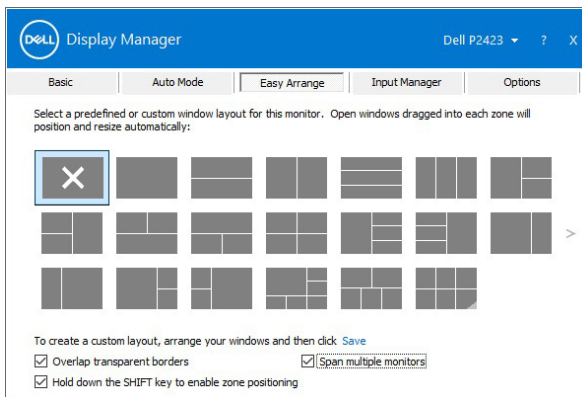 DELL Display Manager Dell P2423 ? X
Basic Auto Mode Easy Arrange Input Manager Options
Select a predefined or custom window layout for this monitor. Open windows dragged into each zone will
position and resize automatically:
>
To create a custom layout, arrange your windows and then click Save
Overlap transparent borders Span multiple monitors
Hold down the SHIFT key to enable zone positioning